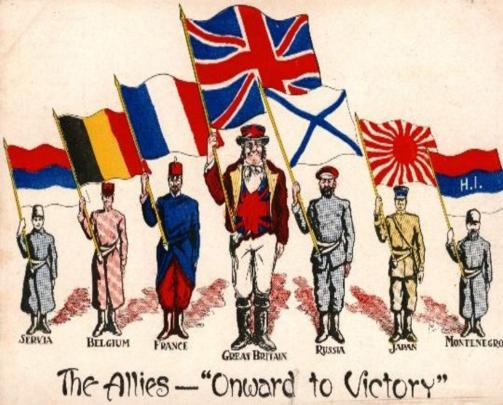 H.I.
SERVIA
BELGIUM
FRANCE
GREAT BRITAIN
RUSSIA
JAPAN
MONTENEGRO
The Allies — "Onward to Victory"